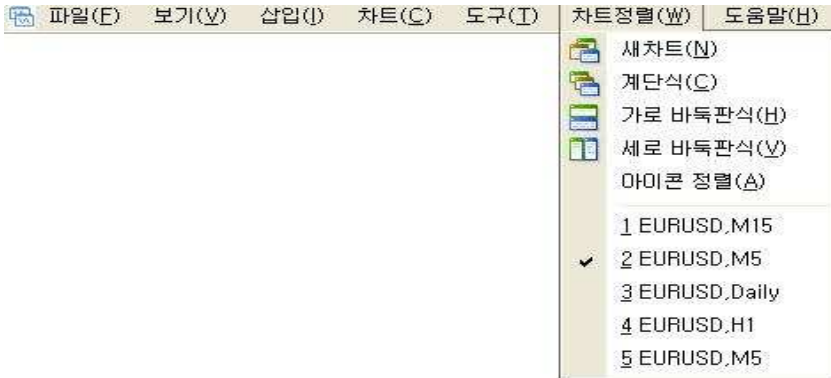 파일(F) 보기(V) 삽입(I) 차트(C) 도구(T) 차트정렬(W) 도움말(H)
새차트(N)
계단식(C)
가로 바둑판식(H)
세로 바둑판식(V)
아이콘 정렬(A)
1 EURUSD,M15
2 EURUSD,M5
3 EURUSD,Daily
4 EURUSD,H1
5 EURUSD,M5